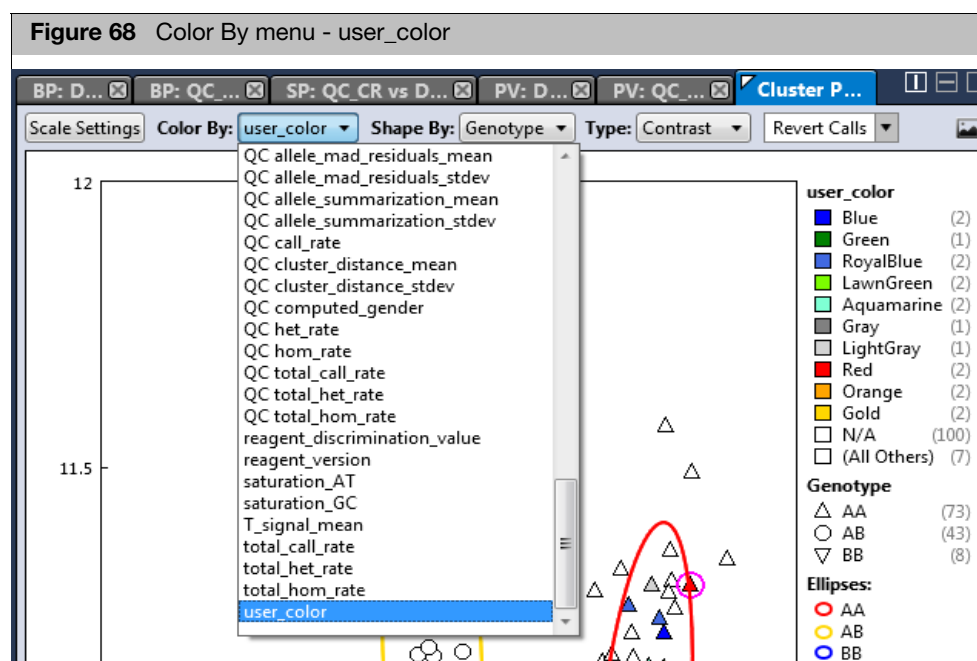 Figure 68 Color By menu - user_color
BP: D... BP: QC_... SP: QC_CR vs D... PV: D... PV: QC_... Cluster P...
Scale Settings Color By: user_color Shape By: Genotype Type: Contrast Revert Calls
QC allele_mad_residuals_mean
QC allele_mad_residuals_stdev
QC allele_summarization_mean
QC allele_summarization_stdev
QC call_rate
QC cluster_distance_mean
QC cluster_distance_stdev
QC computed_gender
QC het_rate
QC hom_rate
QC total_call_rate
QC total_het_rate
QC total_hom_rate
reagent_discrimination_value
reagent_version
saturation_AT
saturation_GC
T_signal_mean
total_call_rate
total_het_rate
total_hom_rate
user_color
12
11.5
user_color
Blue (2)
Green (1)
RoyalBlue (2)
LawnGreen (2)
Aquamarine (2)
Gray (1)
LightGray (1)
Red (2)
Orange (2)
Gold (2)
N/A (100)
(All Others) (7)
Genotype
AA (73)
AB (43)
BB (8)
Ellipses:
AA
AB
BB